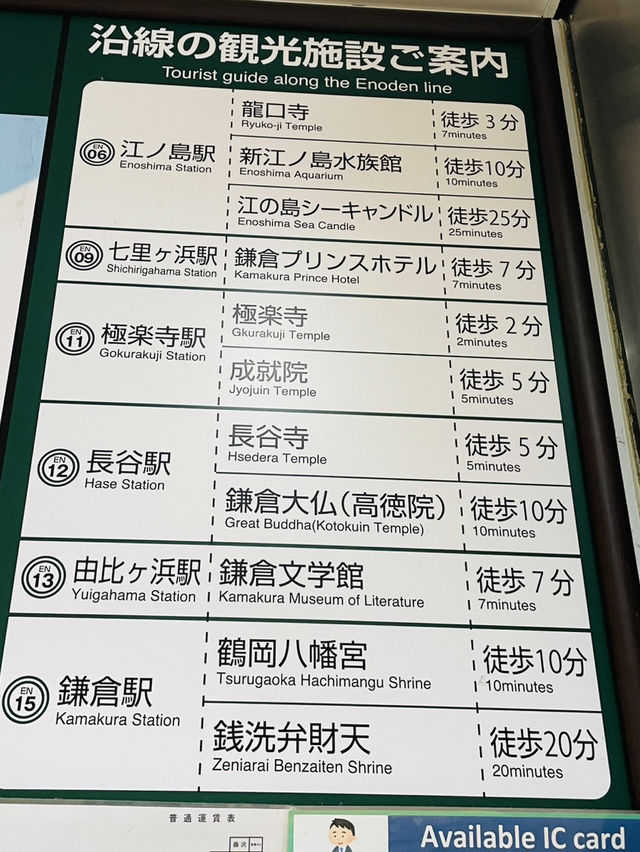 沿線の観光施設ご案内
Tourist guide along the Enoden line
EN
06
江ノ島駅
Enoshima Station
龍口寺
Ryuko-ji Temple
徒歩 3 分
7minutes
新江ノ島水族館
Enoshima Aquarium
徒歩10分
10minutes
江の島シーキャンドル
Enoshima Sea Candle
徒歩25分
25minutes
EN
09
七里ヶ浜駅
Shichirigahama Station
鎌倉プリンスホテル
Kamakura Prince Hotel
徒歩 7 分
7minutes
EN
11
極楽寺駅
Gokurakuji Station
極楽寺
Gkurakuji Temple
徒歩 2 分
2minutes
成就院
Jyojuin Temple
徒歩 5 分
5minutes
EN
12
長谷駅
Hase Station
長谷寺
Hsedera Temple
徒歩 5 分
5minutes
鎌倉大仏(高徳院)
Great Buddha(Kotokuin Temple)
徒歩10分
10minutes
EN
13
由比ヶ浜駅
Yuigahama Station
鎌倉文学館
Kamakura Museum of Literature
徒歩 7 分
7minutes
EN
15
鎌倉駅
Kamakura Station
鶴岡八幡宮
Tsurugaoka Hachimangu Shrine
徒歩10分
10minutes
銭洗弁財天
Zeniarai Benzaiten Shrine
徒歩20分
20minutes
普通運賃表
藤沢
Available IC card